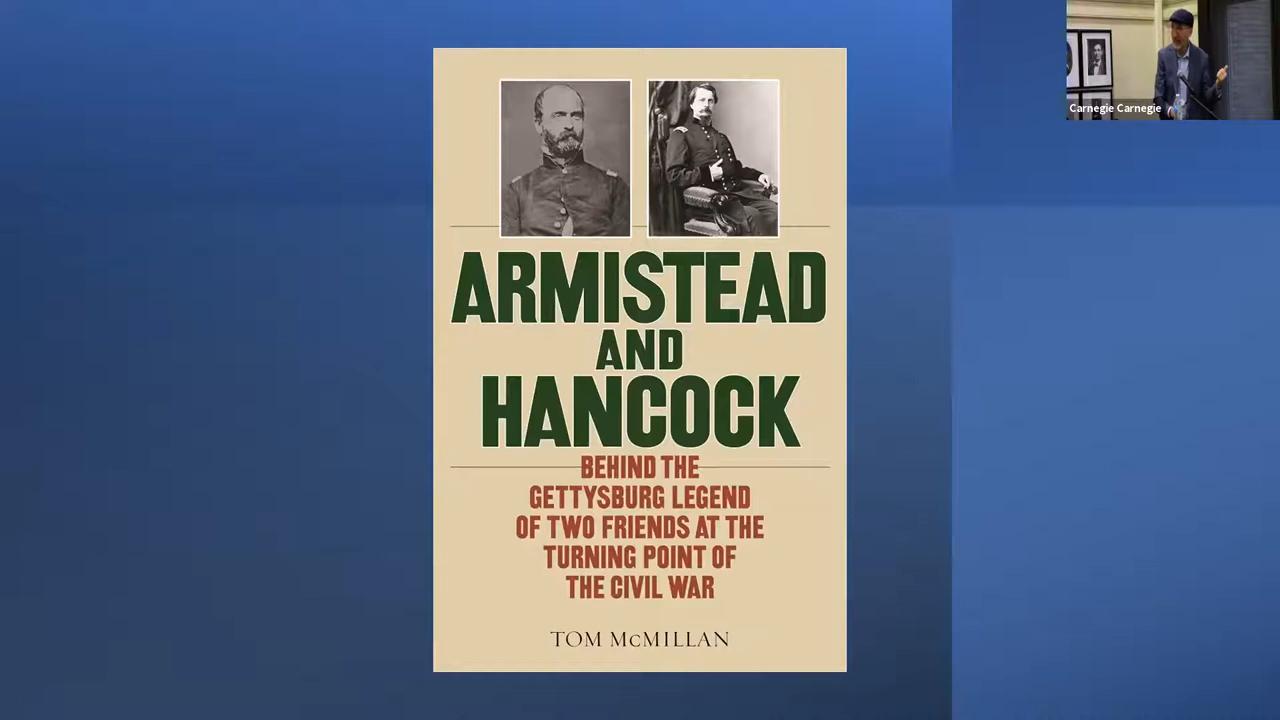 Carnegie Carnegie
ARMISTEAD
AND
HANCOCK
BEHIND THE
GETTYSBURG LEGEND
OF TWO FRIENDS AT THE
TURNING POINT OF
THE CIVIL WAR
TOM McMILLAN